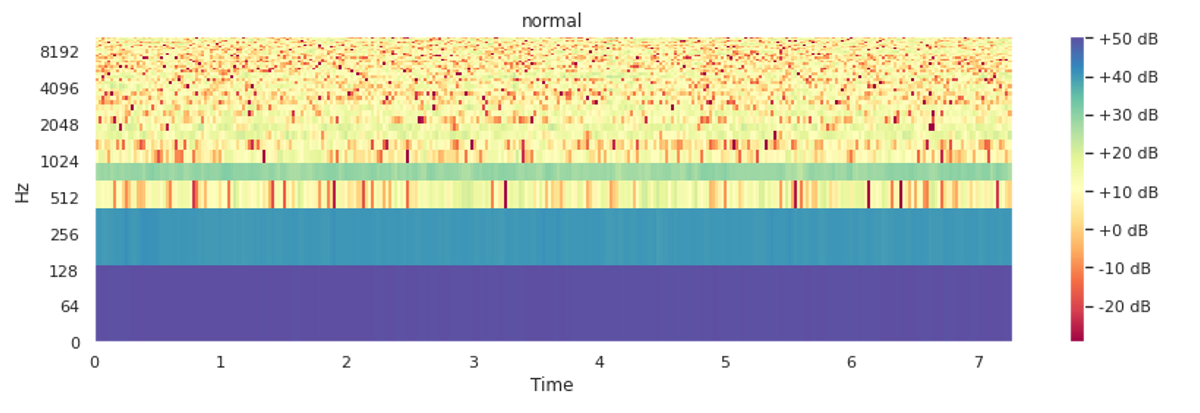 normal
Hz
8192
4096
2048
1024
512
256
128
64
0
0 1 2 3 4 5 6 7
Time
+50 dB
+40 dB
+30 dB
+20 dB
+10 dB
+0 dB
-10 dB
-20 dB